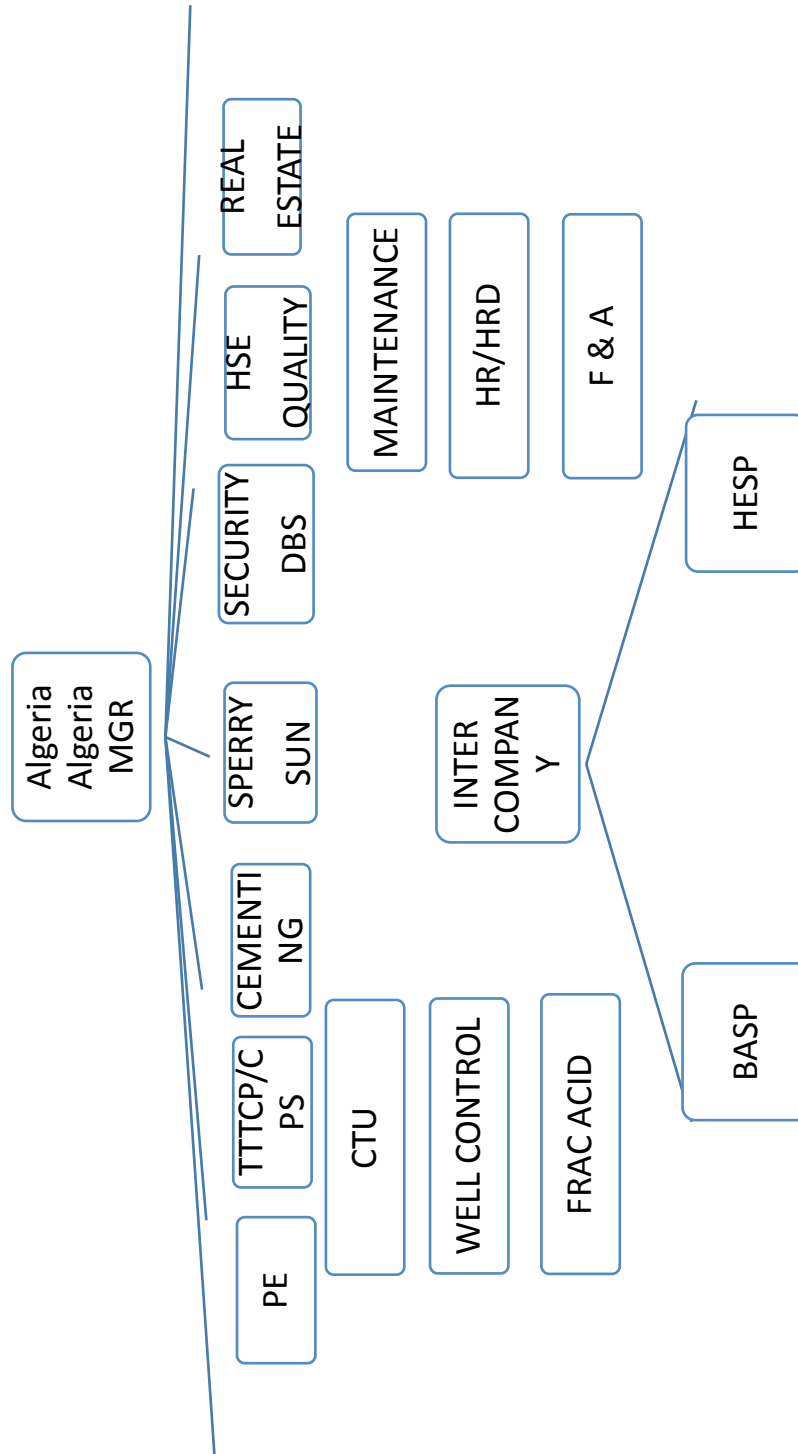 Algeria
Algeria
MGR
PE
TTTCP/C
PS
CEMENTI
NG
SPERRY
SUN
SECURITY
DBS
HSE
QUALITY
REAL
ESTATE
CTU
MAINTENANCE
WELL CONTROL
INTER
COMPAN
Y
HR/HRD
FRAC ACID
F & A
BASP
HESP